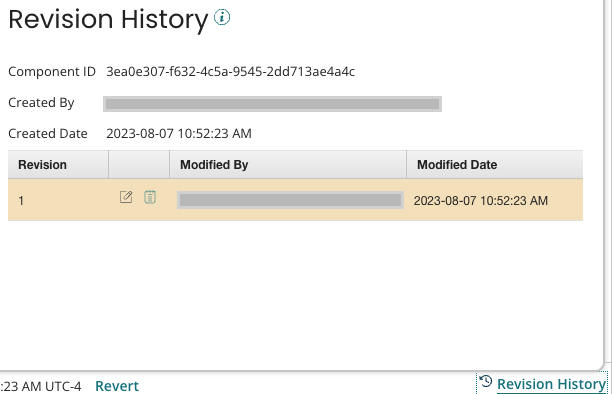 Revision History
Component ID 3ea0e307-f632-4c5a-9545-2dd713ae4a4c
Created By
Created Date 2023-08-07 10:52:23 AM
Revision Modified By Modified Date
1 2023-08-07 10:52:23 AM
:23 AM UTC-4 Revert Revision History